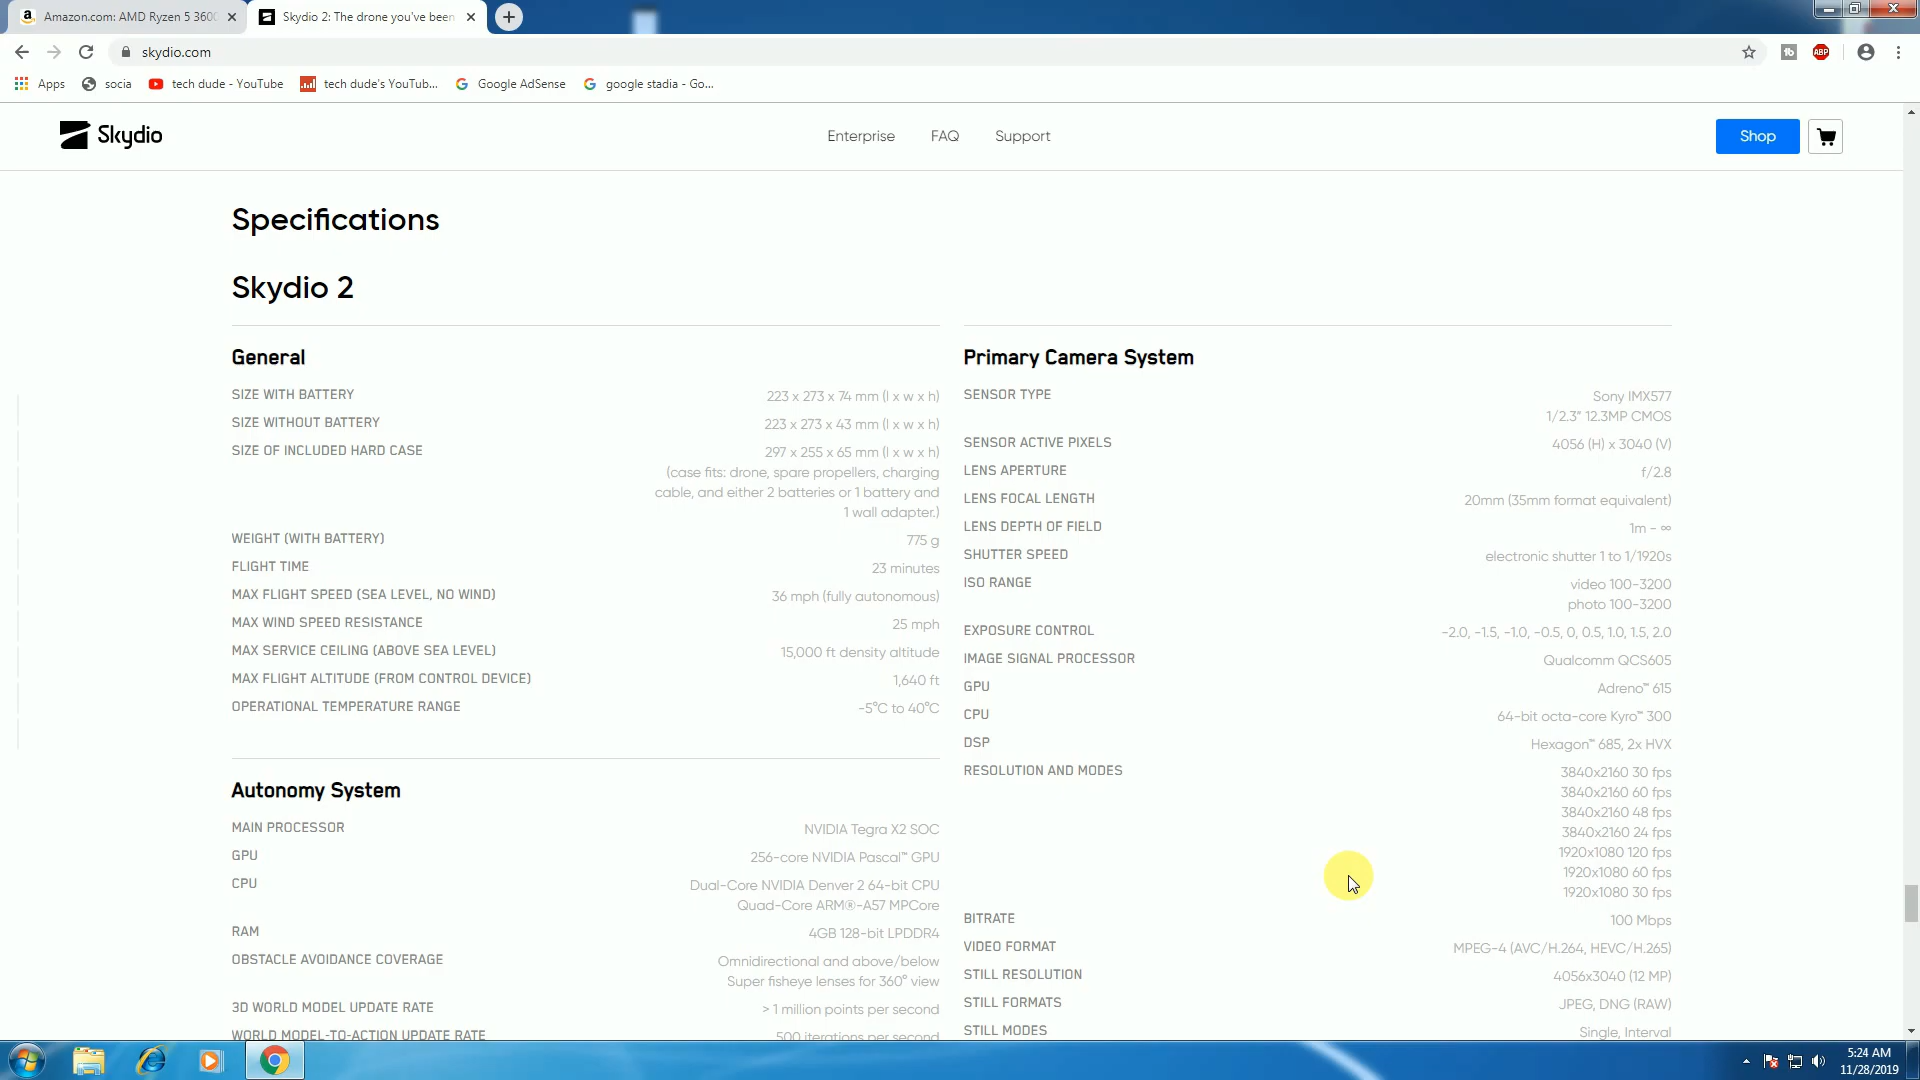 Amazon.com: AMD Ryzen 5 360
Skydio 2: The drone you've been
skydio.com
ABP
Apps
socia
tech dude - YouTube
tech dude's YouTub...
Google AdSense
google stadia - Go...
Skydio
Enterprise
FAQ
Support
Shop
Specifications
Skydio 2
General
SIZE WITH BATTERY 223 x 273 x 74 mm (l x w x h)
SIZE WITHOUT BATTERY 223 x 273 x 43 mm (l x w x h)
SIZE OF INCLUDED HARD CASE 297 x 255 x 65 mm (l x w x h)
(case fits: drone, spare propellers, charging
cable, and either 2 batteries or 1 battery and
1 wall adapter.)
WEIGHT (WITH BATTERY) 775 g
FLIGHT TIME 23 minutes
MAX FLIGHT SPEED (SEA LEVEL, NO WIND) 36 mph (fully autonomous)
MAX WIND SPEED RESISTANCE 25 mph
MAX SERVICE CEILING (ABOVE SEA LEVEL) 15,000 ft density altitude
MAX FLIGHT ALTITUDE (FROM CONTROL DEVICE) 1,640 ft
OPERATIONAL TEMPERATURE RANGE -5°C to 40°C
Autonomy System
MAIN PROCESSOR NVIDIA Tegra X2 SOC
GPU 256-core NVIDIA Pascal™ GPU
CPU Dual-Core NVIDIA Denver 2 64-bit CPU
Quad-Core ARM®-A57 MPCore
RAM 4GB 128-bit LPDDR4
OBSTACLE AVOIDANCE COVERAGE Omnidirectional and above/below
Super fisheye lenses for 360° view
3D WORLD MODEL UPDATE RATE > 1 million points per second
WORLD MODEL-TO-ACTION UPDATE RATE 500 iterations per second
Primary Camera System
SENSOR TYPE Sony IMX577
1/2.3" 12.3MP CMOS
SENSOR ACTIVE PIXELS 4056 (H) x 3040 (V)
LENS APERTURE f/2.8
LENS FOCAL LENGTH 20mm (35mm format equivalent)
LENS DEPTH OF FIELD 1m - ∞
SHUTTER SPEED electronic shutter 1 to 1/1920s
ISO RANGE video 100-3200
photo 100-3200
EXPOSURE CONTROL -2.0, -1.5, -1.0, -0.5, 0, 0.5, 1.0, 1.5, 2.0
IMAGE SIGNAL PROCESSOR Qualcomm QCS605
GPU Adreno™ 615
CPU 64-bit octa-core Kyro™ 300
DSP Hexagon™ 685, 2x HVX
RESOLUTION AND MODES 3840x2160 30 fps
3840x2160 60 fps
3840x2160 48 fps
3840x2160 24 fps
1920x1080 120 fps
1920x1080 60 fps
1920x1080 30 fps
BITRATE 100 Mbps
VIDEO FORMAT MPEG-4 (AVC/H.264, HEVC/H.265)
STILL RESOLUTION 4056x3040 (12 MP)
STILL FORMATS JPEG, DNG (RAW)
STILL MODES Single, Interval
5:24 AM
11/28/2019